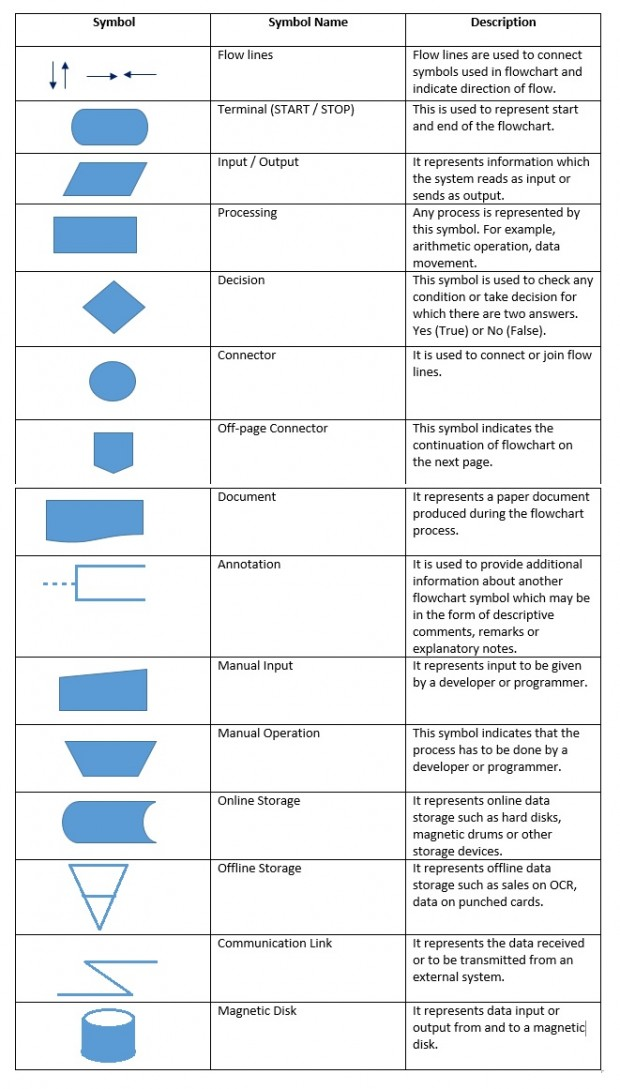 Symbol Symbol Name Description
Flow lines Flow lines are used to connect
symbols used in flowchart and
indicate direction of flow.
Terminal (START / STOP) This is used to represent start
and end of the flowchart.
Input / Output It represents information which
the system reads as input or
sends as output.
Processing Any process is represented by
this symbol. For example,
arithmetic operation, data
movement.
Decision This symbol is used to check any
condition or take decision for
which there are two answers.
Yes (True) or No (False).
Connector It is used to connect or join flow
lines.
Off-page Connector This symbol indicates the
continuation of flowchart on
the next page.
Document It represents a paper document
produced during the flowchart
process.
Annotation It is used to provide additional
information about another
flowchart symbol which may be
in the form of descriptive
comments, remarks or
explanatory notes.
Manual Input It represents input to be given
by a developer or programmer.
Manual Operation This symbol indicates that the
process has to be done by a
developer or programmer.
Online Storage It represents online data
storage such as hard disks,
magnetic drums or other
storage devices.
Offline Storage It represents offline data
storage such as sales on OCR,
data on punched cards.
Communication Link It represents the data received
or to be transmitted from an
external system.
Magnetic Disk It represents data input or
output from and to a magnetic
disk.